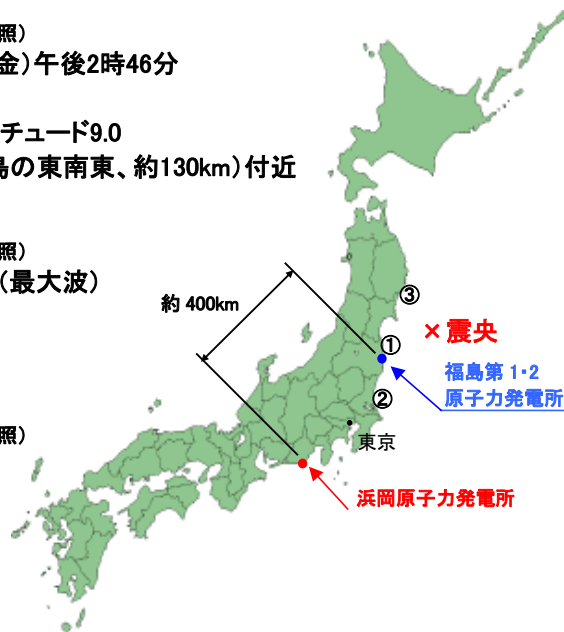 照）
金）午後2時46分
チュード9.0
島の東南東、約130km）付近
照）
（最大波）
約 400km
③
×震央
①
福島第 1・2
原子力発電所
②
照）
東京
浜岡原子力発電所